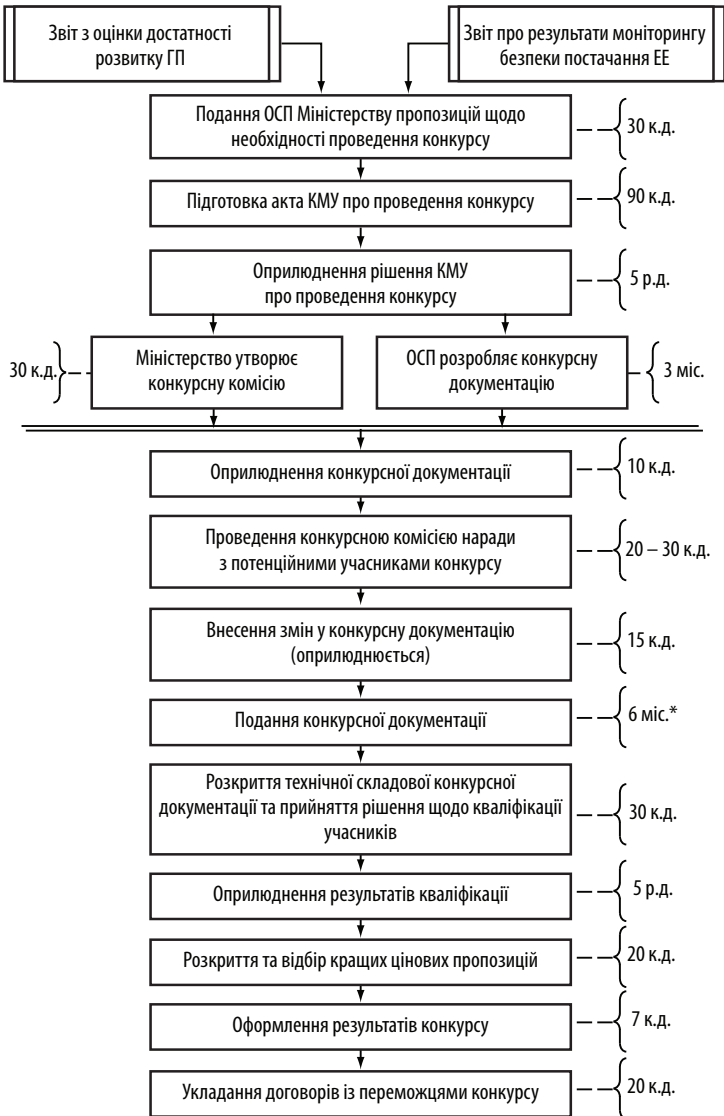 Звіт з оцінки достатності
розвитку ГП
Звіт про результати моніторингу
безпеки постачання ЕЕ
Подання ОСП Міністерству пропозицій щодо
необхідності проведення конкурсу
30 к.д.
Підготовка акта КМУ про проведення конкурсу
90 к.д.
Оприлюднення рішення КМУ
про проведення конкурсу
5 р.д.
30 к.д.
Міністерство утворює
конкурсну комісію
ОСП розробляє конкурсну
документацію
3 міс.
Оприлюднення конкурсної документації
10 к.д.
Проведення конкурсною комісією наради
з потенційними учасниками конкурсу
20 – 30 к.д.
Внесення змін у конкурсну документацію
(оприлюднюється)
15 к.д.
Подання конкурсної документації
6 міс.*
Розкриття технічної складової конкурсної
документації та прийняття рішення щодо кваліфікації
учасників
30 к.д.
Оприлюднення результатів кваліфікації
5 р.д.
Розкриття та відбір кращих цінових пропозицій
20 к.д.
Оформлення результатів конкурсу
7 к.д.
Укладання договорів із переможцями конкурсу
20 к.д.